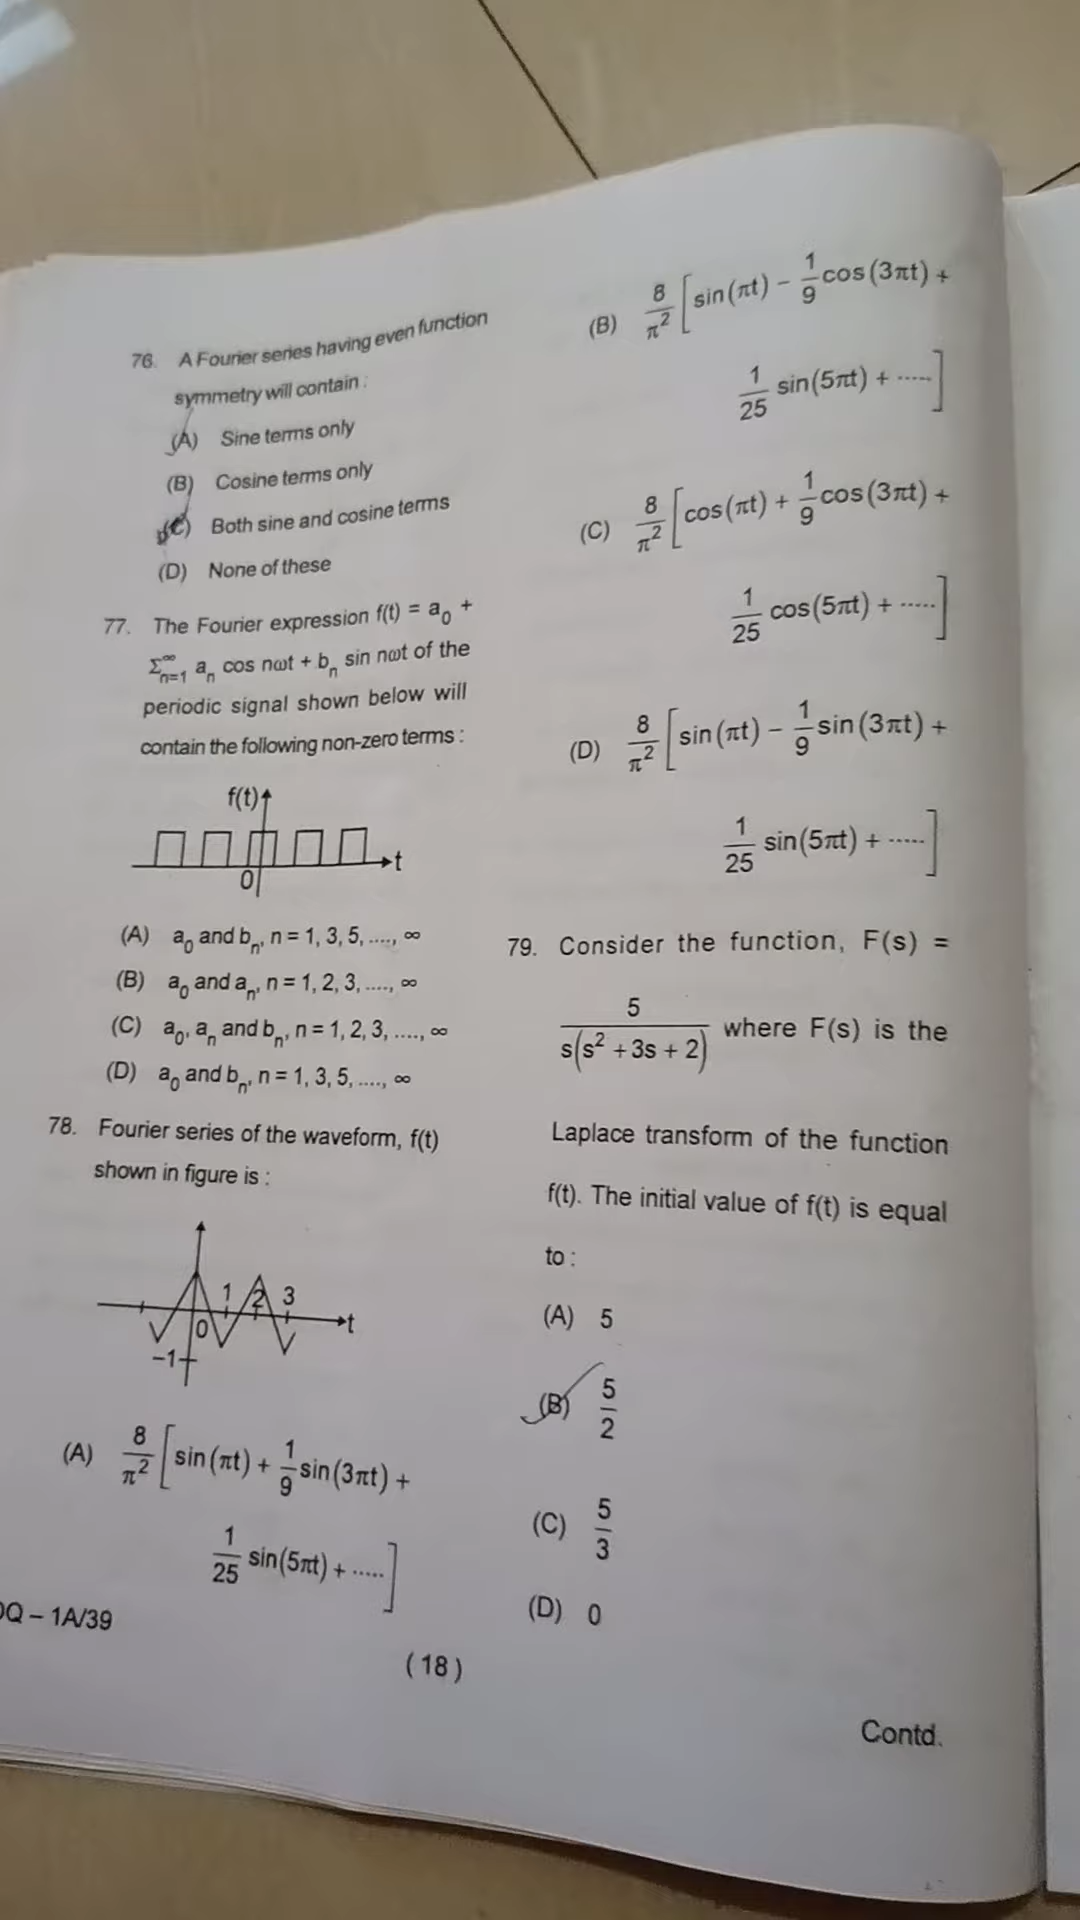 76. A Fourier series having even function
symmetry will contain :
(A) Sine terms only
(B) Cosine terms only
(C) Both sine and cosine terms
(D) None of these
77. The Fourier expression f(t) = a₀ +
Σ∞n=1 aₙ cos nωt + bₙ sin nωt of the
periodic signal shown below will
contain the following non-zero terms :
f(t)
t
0
(A) a₀ and bₙ, n = 1, 3, 5, ...., ∞
(B) a₀ and aₙ, n = 1, 2, 3, ...., ∞
(C) a₀, aₙ and bₙ, n = 1, 2, 3, ...., ∞
(D) a₀ and bₙ, n = 1, 3, 5, ...., ∞
78. Fourier series of the waveform, f(t)
shown in figure is :
1 2 3
0 t
−1
(A) 8/π² [sin(πt) + 1/9 sin(3πt) +
1/25 sin(5πt) + .....]
DQ – 1A/39
(B) 8/π² [sin(πt) − 1/9 cos(3πt) +
1/25 sin(5πt) + .....]
(C) 8/π² [cos(πt) + 1/9 cos(3πt) +
1/25 cos(5πt) + .....]
(D) 8/π² [sin(πt) − 1/9 sin(3πt) +
1/25 sin(5πt) + .....]
79. Consider the function, F(s) =
5/s(s² + 3s + 2) where F(s) is the
Laplace transform of the function
f(t). The initial value of f(t) is equal
to :
(A) 5
(B) 5/2
(C) 5/3
(D) 0
( 18 )
Contd.